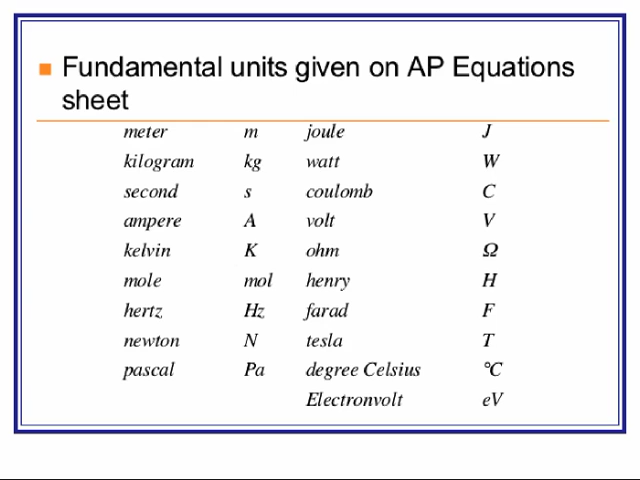 Fundamental units given on AP Equations
sheet
meter m joule J
kilogram kg watt W
second s coulomb C
ampere A volt V
kelvin K ohm Ω
mole mol henry H
hertz Hz farad F
newton N tesla T
pascal Pa degree Celsius °C
Electronvolt eV